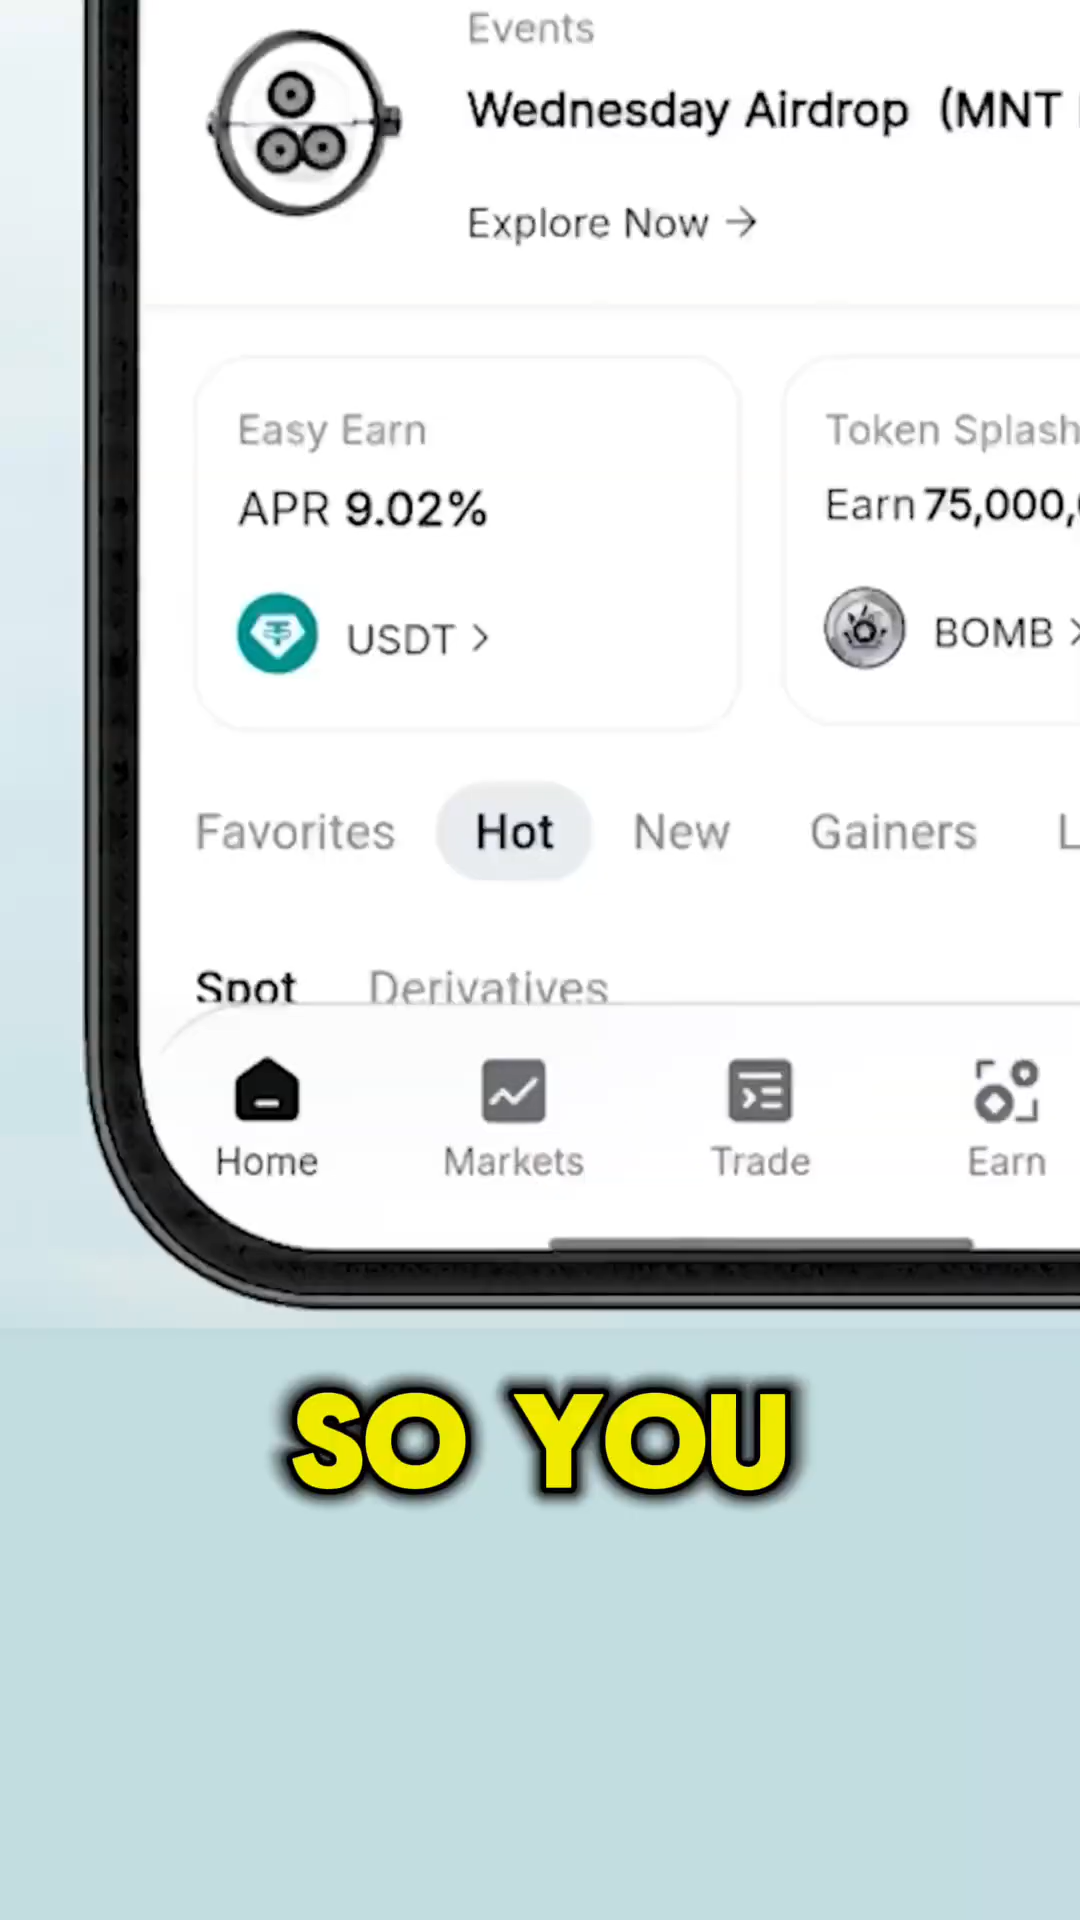 Events
Wednesday Airdrop (MNT
Explore Now →
Easy Earn
APR 9.02%
USDT >
Token Splash
Earn 75,000,
BOMB >
Favorites Hot New Gainers L
Spot Derivatives
Home Markets Trade Earn
SO YOU